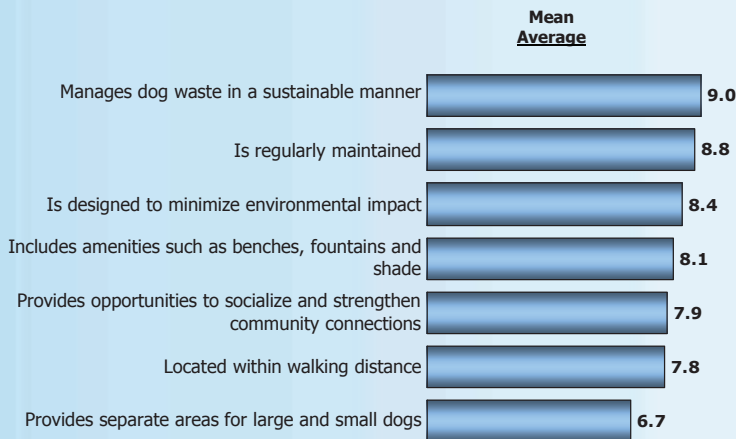 Mean
Average
Manages dog waste in a sustainable manner 9.0
Is regularly maintained 8.8
Is designed to minimize environmental impact 8.4
Includes amenities such as benches, fountains and
shade 8.1
Provides opportunities to socialize and strengthen
community connections 7.9
Located within walking distance 7.8
Provides separate areas for large and small dogs 6.7